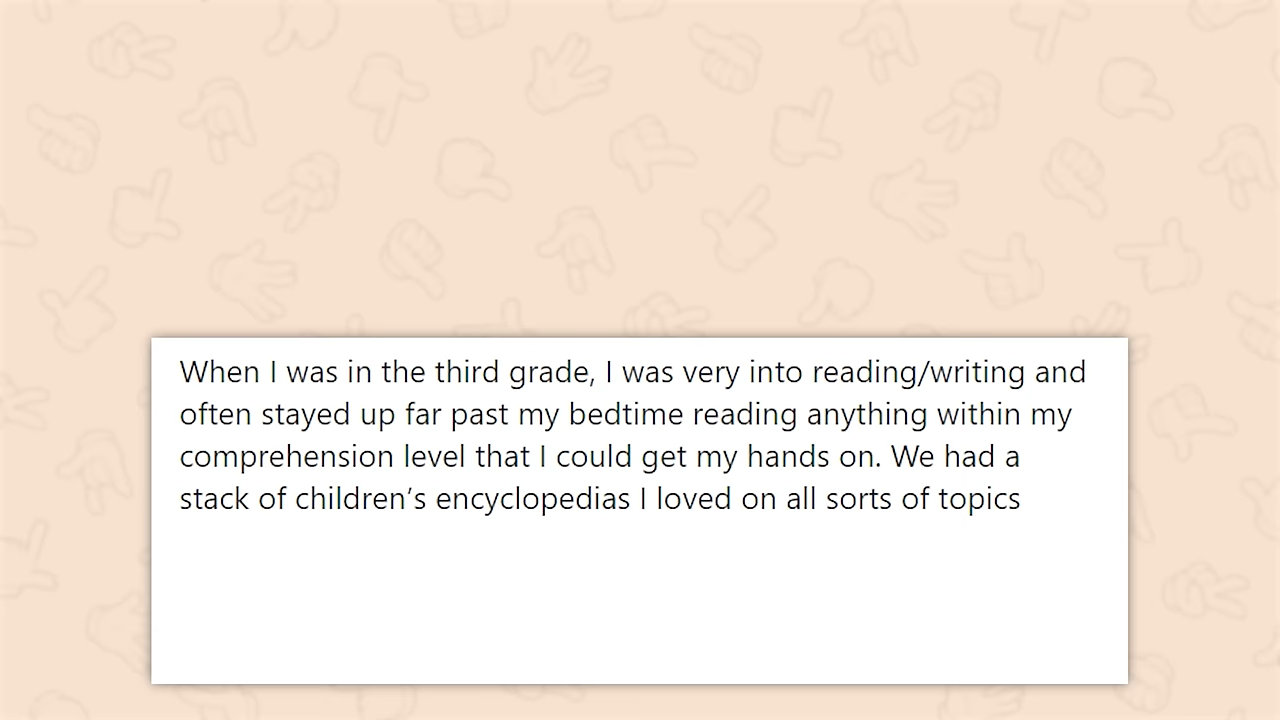 When I was in the third grade, I was very into reading/writing and
often stayed up far past my bedtime reading anything within my
comprehension level that I could get my hands on. We had a
stack of children’s encyclopedias I loved on all sorts of topics